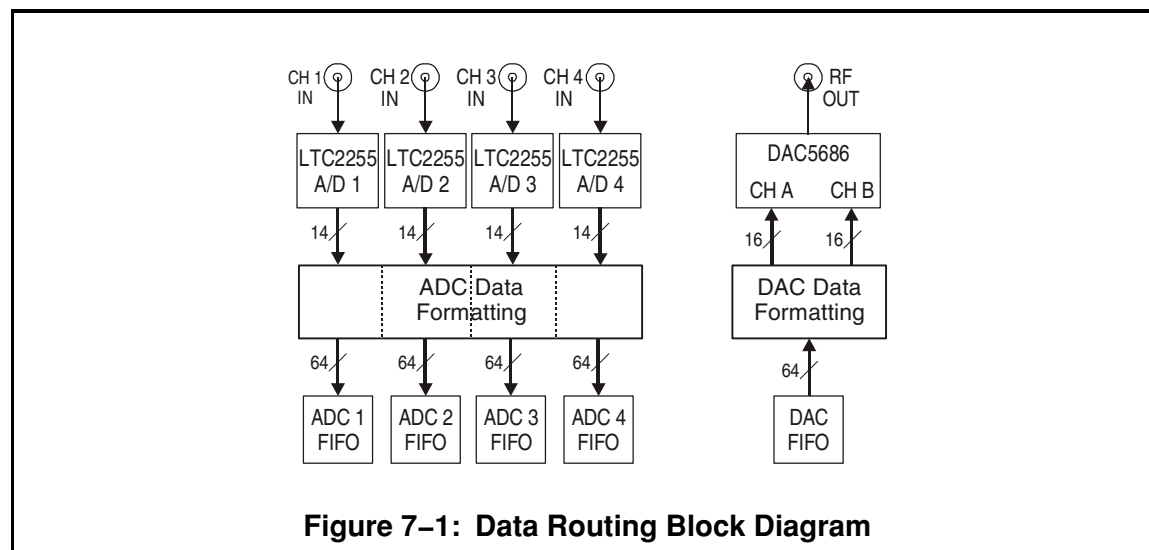 CH 1 IN
CH 2 IN
CH 3 IN
CH 4 IN
RF OUT
LTC2255 A/D 1
LTC2255 A/D 2
LTC2255 A/D 3
LTC2255 A/D 4
DAC5686
CH A
CH B
14
14
14
14
16
16
ADC Data
Formatting
DAC Data
Formatting
64
64
64
64
64
ADC 1 FIFO
ADC 2 FIFO
ADC 3 FIFO
ADC 4 FIFO
DAC FIFO
Figure 7–1: Data Routing Block Diagram